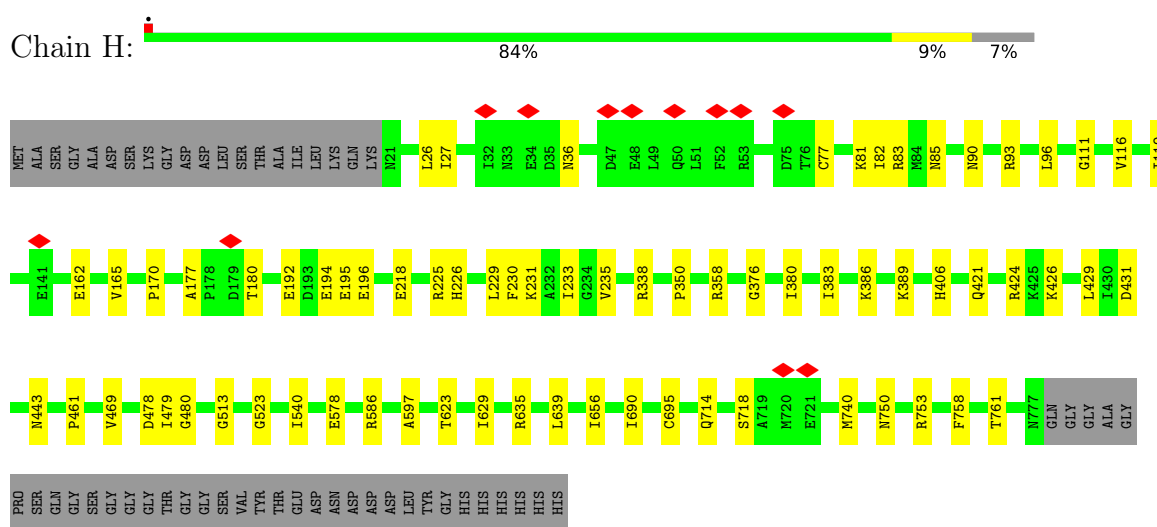 Chain H:
84% 9% 7%
MET ALA SER GLY ALA ASP SER LYS GLY ASP ASP LEU SER THR ALA ILE LEU LYS GLN LYS N21 L26 I27 I32 N33 E34 D35 N36 D47 E48 L49 Q50 L51 F52 R53 D75 T76 C77 K81 I82 R83 M84 N85 N90 R93 L96 G111 V116
E141 E162 V165 P170 A177 P178 D179 T180 E192 D193 E194 E195 E196 E218 R225 H226 L229 F230 K231 A232 I233 G234 V235 R338 P350 R358 G376 I380 I383 K386 K389 H406 Q421 R424 K425 K426 L429 I430 D431
N443 P461 V469 D478 I479 G480 G513 G523 I540 E578 R586 A597 T623 I629 R635 L639 I656 I690 C695 Q714 S718 A719 M720 E721 M740 N750 R753 F758 T761 N777 GLN GLY GLY ALA GLY
PRO SER GLN GLY SER GLY GLY GLY THR GLY GLY SER VAL TYR THR GLU ASP ASN ASP ASP ASP LEU TYR GLY HIS HIS HIS HIS HIS HIS